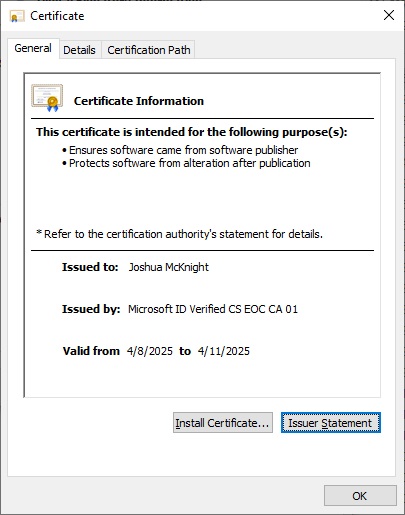 Certificate
General Details Certification Path
Certificate Information
This certificate is intended for the following purpose(s):
• Ensures software came from software publisher
• Protects software from alteration after publication
* Refer to the certification authority's statement for details.
Issued to: Joshua McKnight
Issued by: Microsoft ID Verified CS EOC CA 01
Valid from 4/8/2025 to 4/11/2025
Install Certificate... Issuer Statement
OK